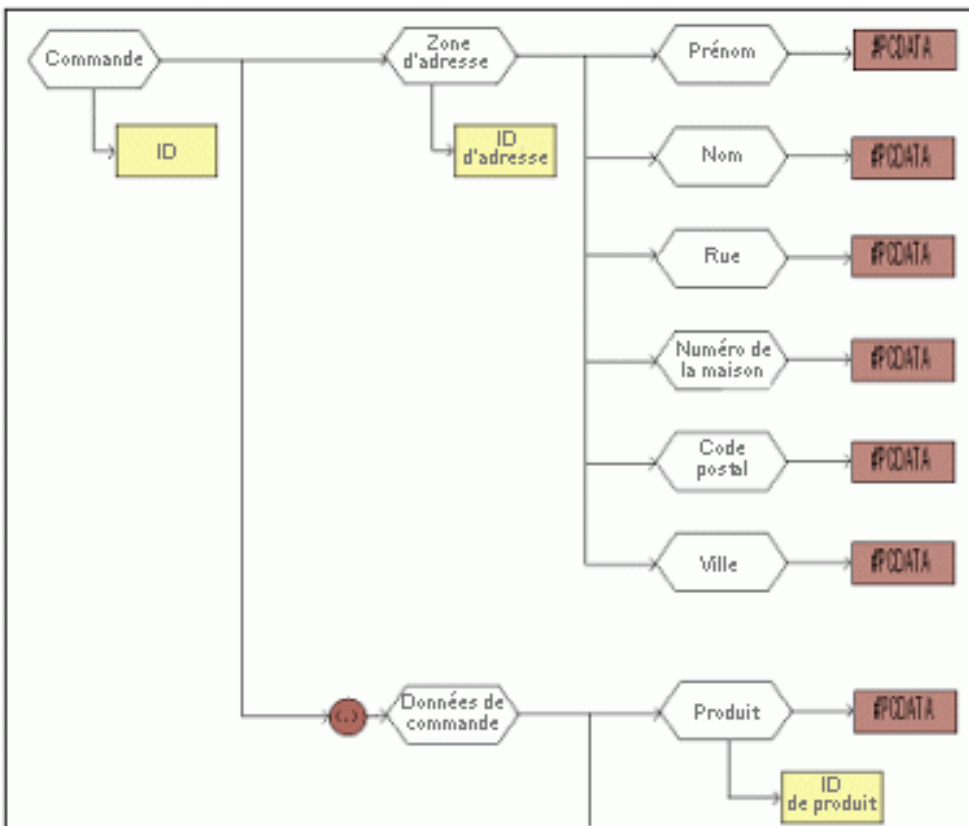 Commande
Zone
d'adresse
Prénom
#PCDATA
ID
ID
d'adresse
Nom
#PCDATA
Rue
#PCDATA
Numéro de
la maison
#PCDATA
Code
postal
#PCDATA
Ville
#PCDATA
Données de
commande
Produit
#PCDATA
ID
de produit